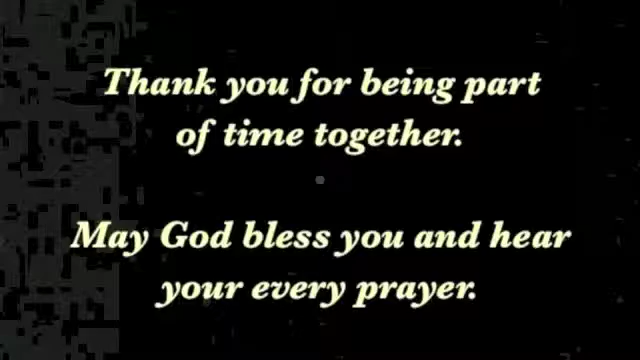 Thank you for being part
of time together.
May God bless you and hear
your every prayer.